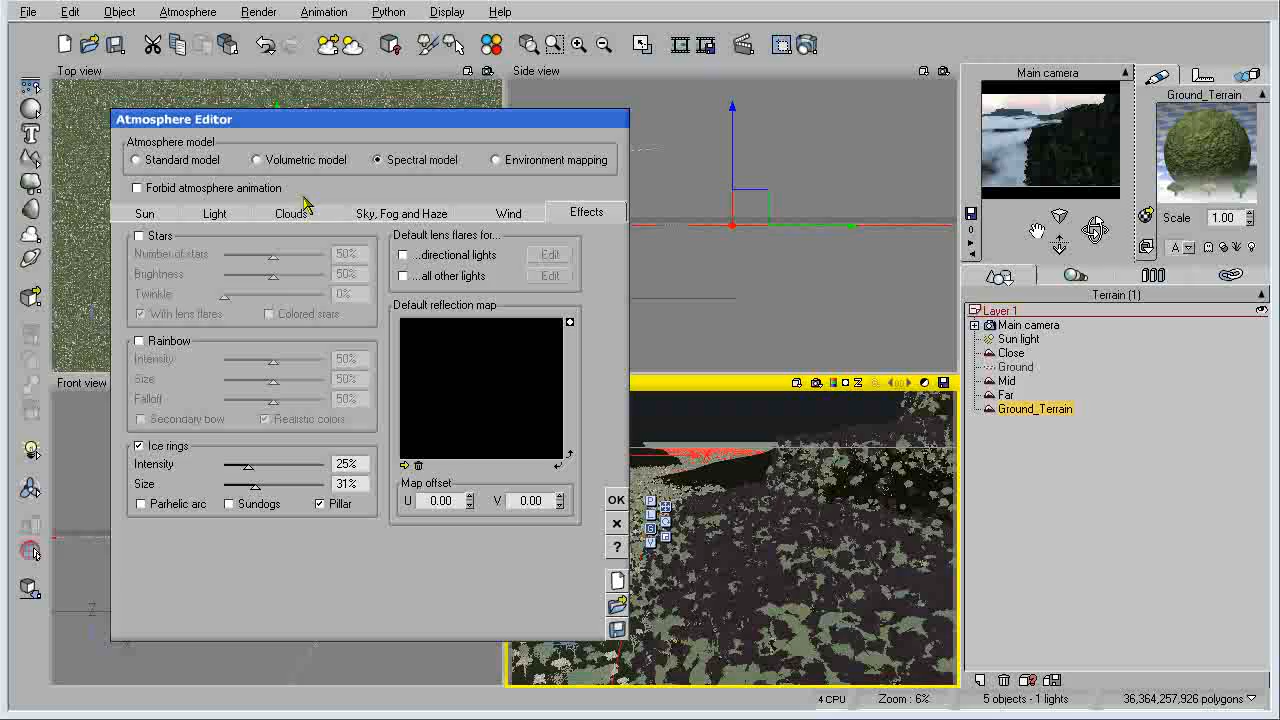 File Edit Object Atmosphere Render Animation Python Display Help
Top view
Side view
Main camera
Ground_Terrain
Atmosphere Editor
Atmosphere model
Standard model Volumetric model Spectral model Environment mapping
Forbid atmosphere animation
Sun Light Clouds Sky, Fog and Haze Wind Effects
Stars
Number of stars 50%
Brightness 50%
Twinkle 0%
With lens flares Colored stars
Rainbow
Intensity 50%
Size 50%
Falloff 50%
Secondary bow Realistic colors
Ice rings
Intensity 25%
Size 31%
Parhelic arc Sundogs Pillar
Default lens flares for...
...directional lights Edit
...all other lights Edit
Default reflection map
Map offset
U 0.00 V 0.00
OK
?
Front view
Scale 1.00
0
A
Terrain (1)
Layer 1
Main camera
Sun light
Close
Ground
Mid
Far
Ground_Terrain
P
L
G
V
Z
4 CPU Zoom : 6% 5 objects - 1 lights 36,364,257,926 polygons